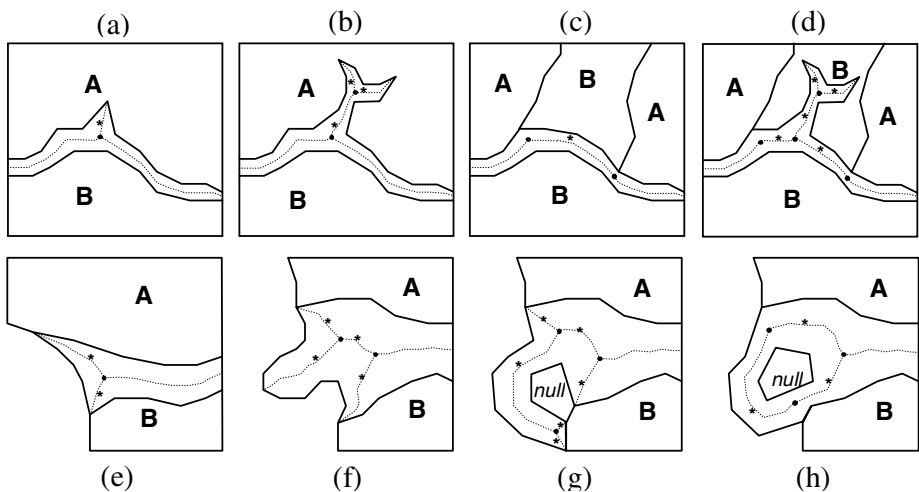 (a) (b) (c) (d)
A A A B A A B A
B B B B
A A A A
null null
B B B B
(e) (f) (g) (h)